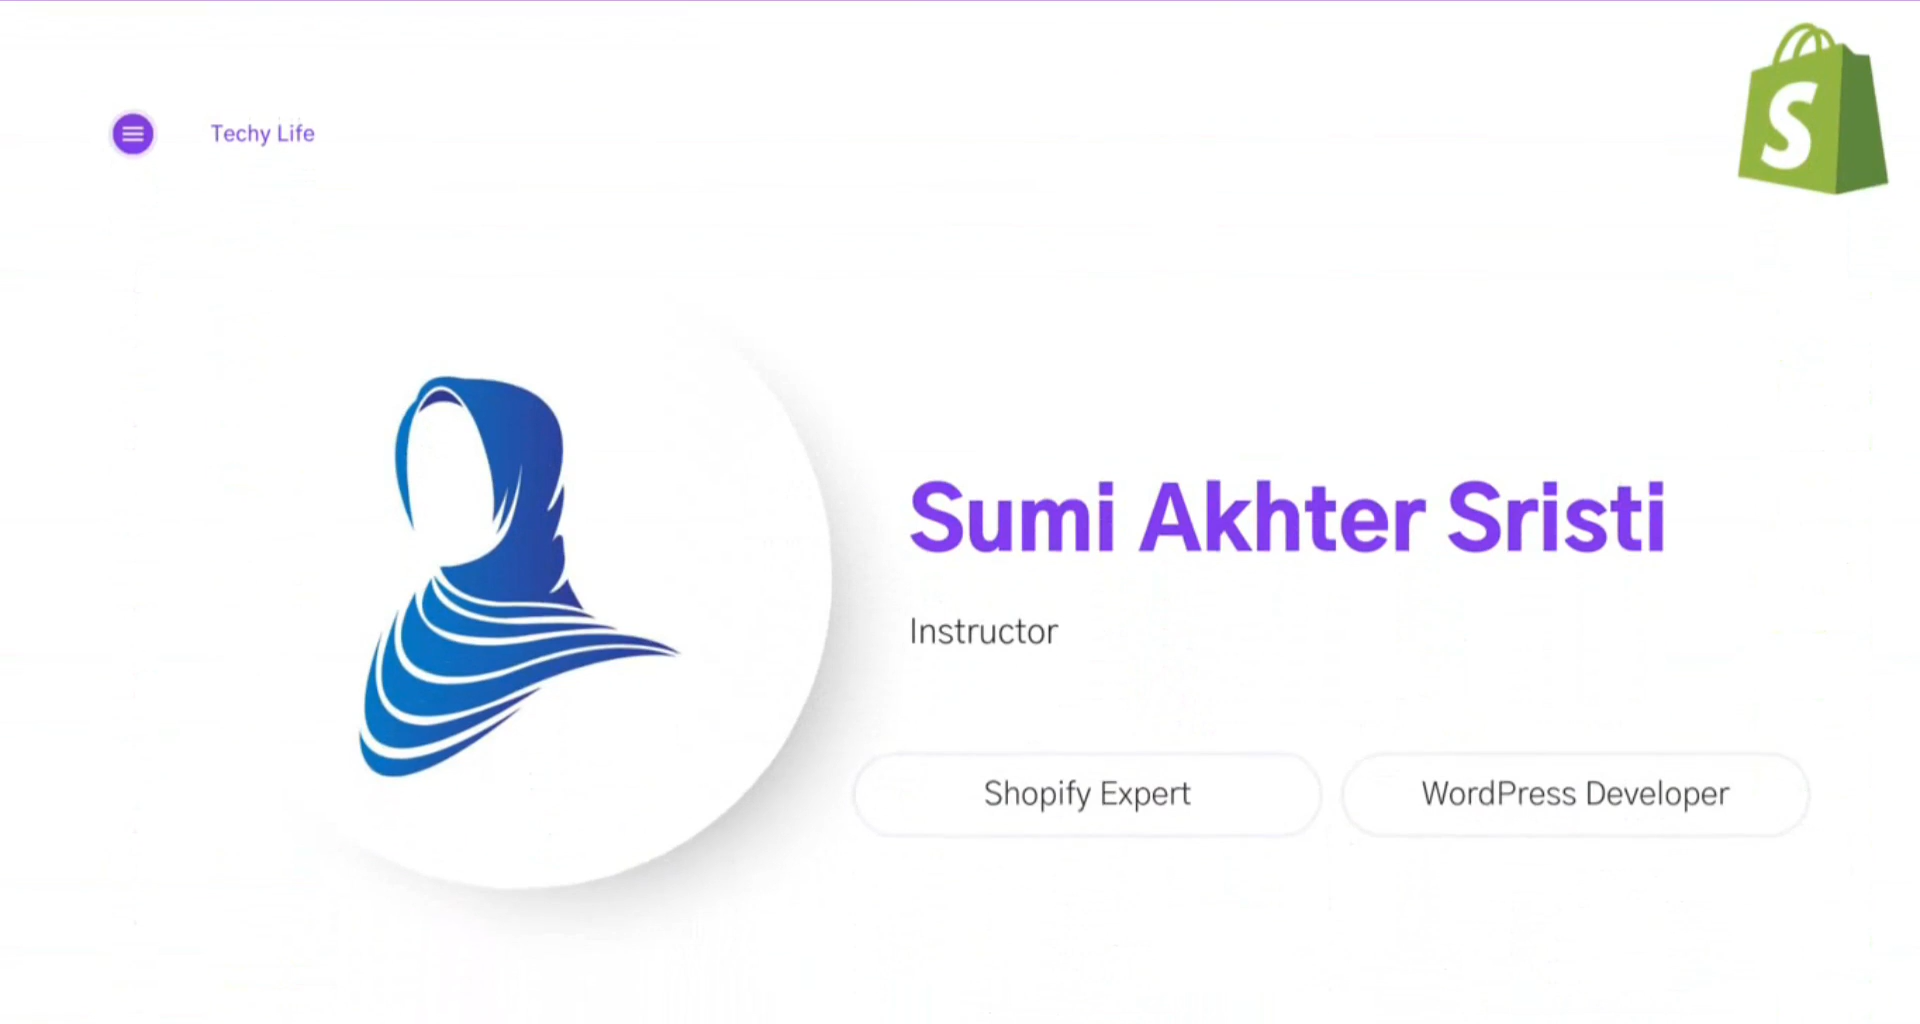 Techy Life
S
Sumi Akhter Sristi
Instructor
Shopify Expert
WordPress Developer